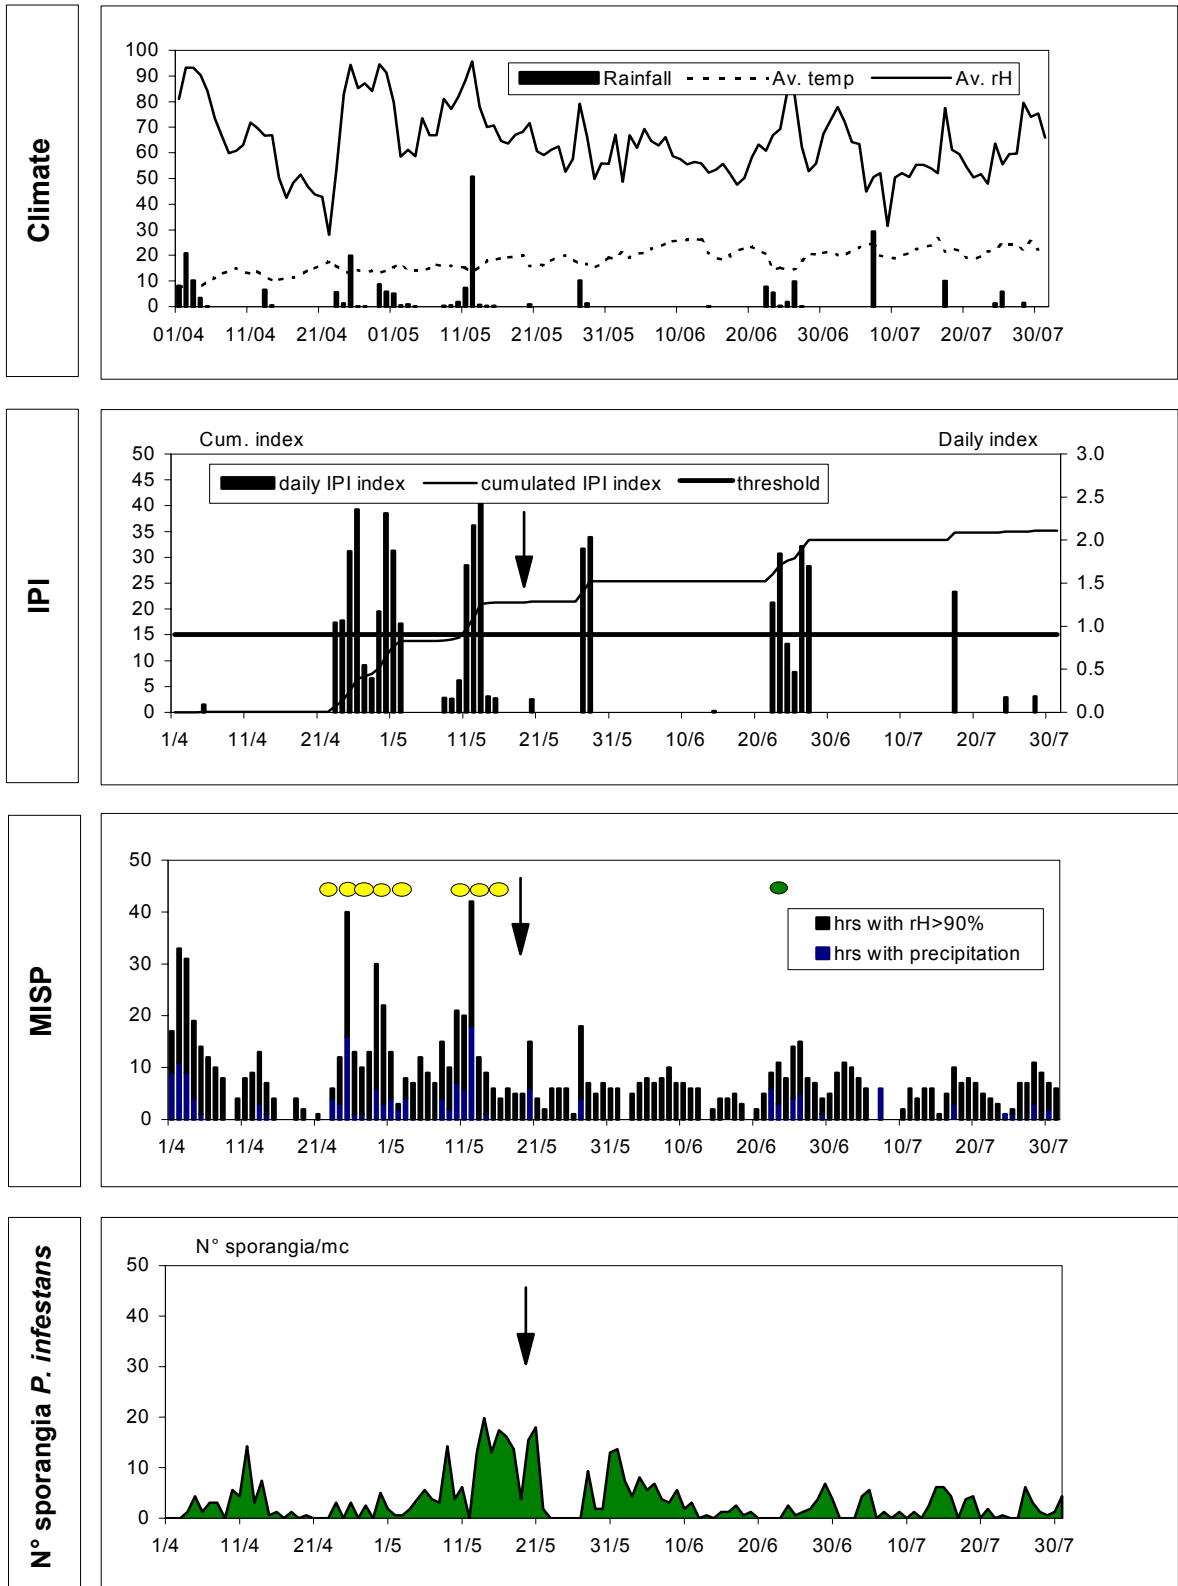 Climate
100
90
80
70
60
50
40
30
20
10
0
Rainfall Av. temp Av. rH
01/04 11/04 21/04 01/05 11/05 21/05 31/05 10/06 20/06 30/06 10/07 20/07 30/07
IPI
Cum. index Daily index
50
45
40
35
30
25
20
15
10
5
0
3.0
2.5
2.0
1.5
1.0
0.5
0.0
daily IPI index cumulated IPI index threshold
1/4 11/4 21/4 1/5 11/5 21/5 31/5 10/6 20/6 30/6 10/7 20/7 30/7
MISP
50
40
30
20
10
0
hrs with rH>90%
hrs with precipitation
1/4 11/4 21/4 1/5 11/5 21/5 31/5 10/6 20/6 30/6 10/7 20/7 30/7
N° sporangia P. infestans
N° sporangia/mc
50
40
30
20
10
0
1/4 11/4 21/4 1/5 11/5 21/5 31/5 10/6 20/6 30/6 10/7 20/7 30/7